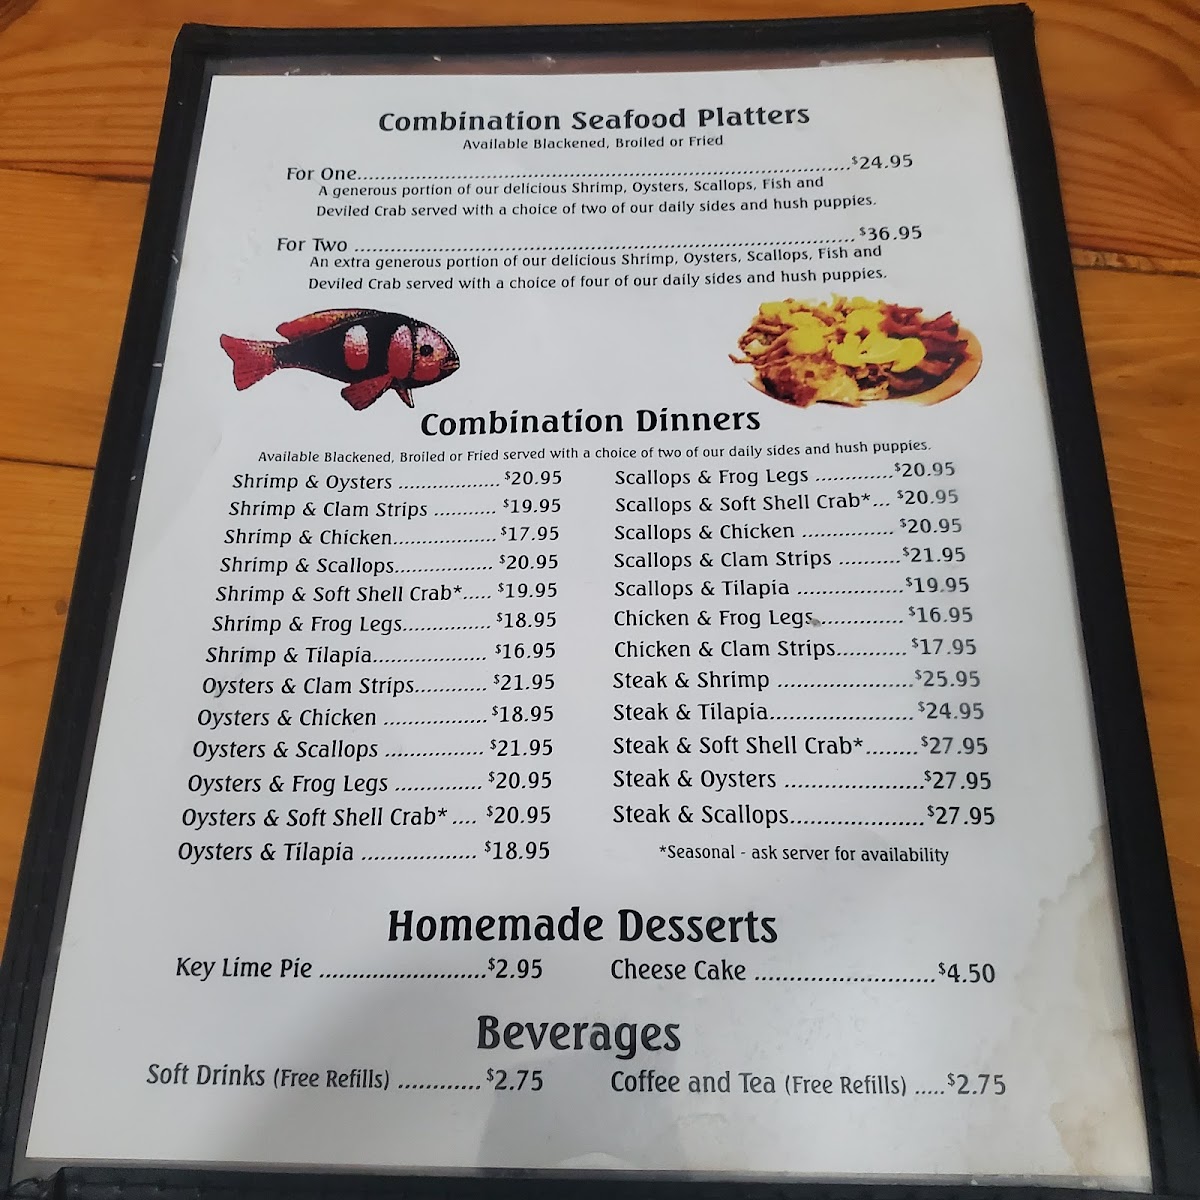 Combination Seafood Platters
Available Blackened, Broiled or Fried
For One..........$24.95
A generous portion of our delicious Shrimp, Oysters, Scallops, Fish and
Deviled Crab served with a choice of two of our daily sides and hush puppies.
For Two .......... $36.95
An extra generous portion of our delicious Shrimp, Oysters, Scallops, Fish and
Deviled Crab served with a choice of four of our daily sides and hush puppies.
Combination Dinners
Available Blackened, Broiled or Fried served with a choice of two of our daily sides and hush puppies.
Shrimp & Oysters .................. $20.95
Shrimp & Clam Strips ........... $19.95
Shrimp & Chicken................... $17.95
Shrimp & Scallops.................. $20.95
Shrimp & Soft Shell Crab*..... $19.95
Shrimp & Frog Legs................ $18.95
Shrimp & Tilapia.................... $16.95
Oysters & Clam Strips............. $21.95
Oysters & Chicken .................. $18.95
Oysters & Scallops ................. $21.95
Oysters & Frog Legs ............... $20.95
Oysters & Soft Shell Crab* .... $20.95
Oysters & Tilapia ................... $18.95
Scallops & Frog Legs .............$20.95
Scallops & Soft Shell Crab*... $20.95
Scallops & Chicken ................ $20.95
Scallops & Clam Strips ..........$21.95
Scallops & Tilapia ..................$19.95
Chicken & Frog Legs............... $16.95
Chicken & Clam Strips............ $17.95
Steak & Shrimp .......................$25.95
Steak & Tilapia........................ $24.95
Steak & Soft Shell Crab*........$27.95
Steak & Oysters .......................$27.95
Steak & Scallops......................$27.95
*Seasonal - ask server for availability
Homemade Desserts
Key Lime Pie .........................$2.95
Cheese Cake ..........................$4.50
Beverages
Soft Drinks (Free Refills) ............ $2.75
Coffee and Tea (Free Refills) .....$2.75